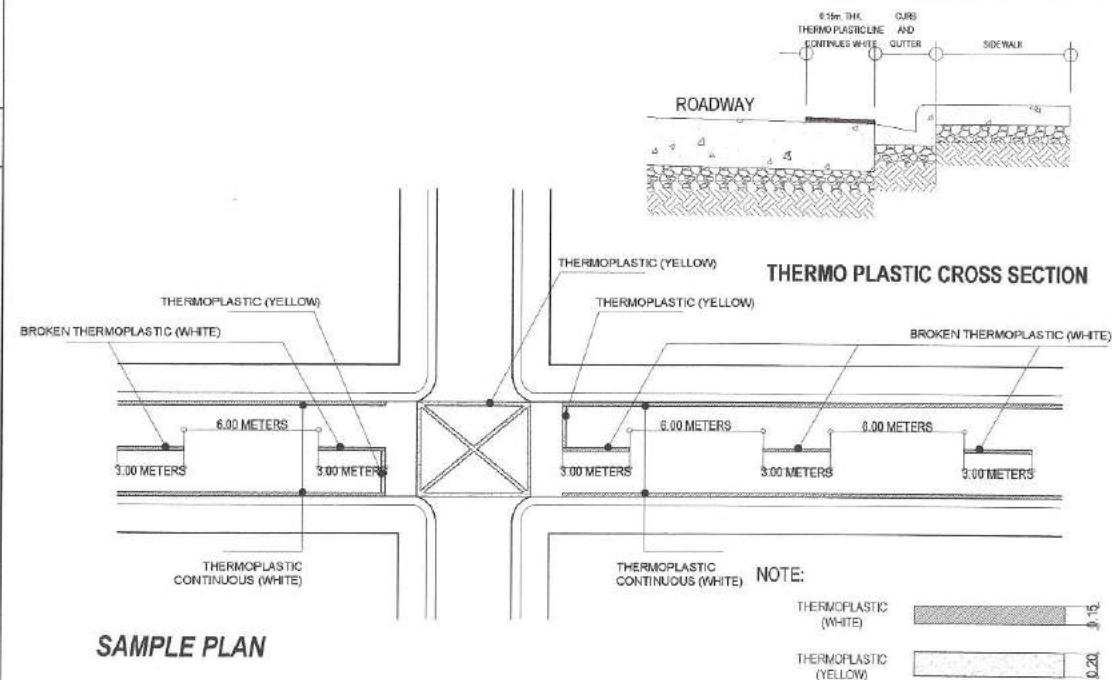 0.15m. THK.
THERMO PLASTIC LINE
CONTINUES WHITE
CURB
AND
GUTTER
SIDEWALK
ROADWAY
THERMO PLASTIC CROSS SECTION
THERMOPLASTIC (YELLOW)
THERMOPLASTIC (YELLOW)
THERMOPLASTIC (YELLOW)
BROKEN THERMOPLASTIC (WHITE)
BROKEN THERMOPLASTIC (WHITE)
6.00 METERS
6.00 METERS
6.00 METERS
3.00 METERS
3.00 METERS
3.00 METERS
3.00 METERS
3.00 METERS
THERMOPLASTIC
CONTINUOUS (WHITE)
THERMOPLASTIC
CONTINUOUS (WHITE)
NOTE:
THERMOPLASTIC
(WHITE)
0.15
THERMOPLASTIC
(YELLOW)
0.20
SAMPLE PLAN